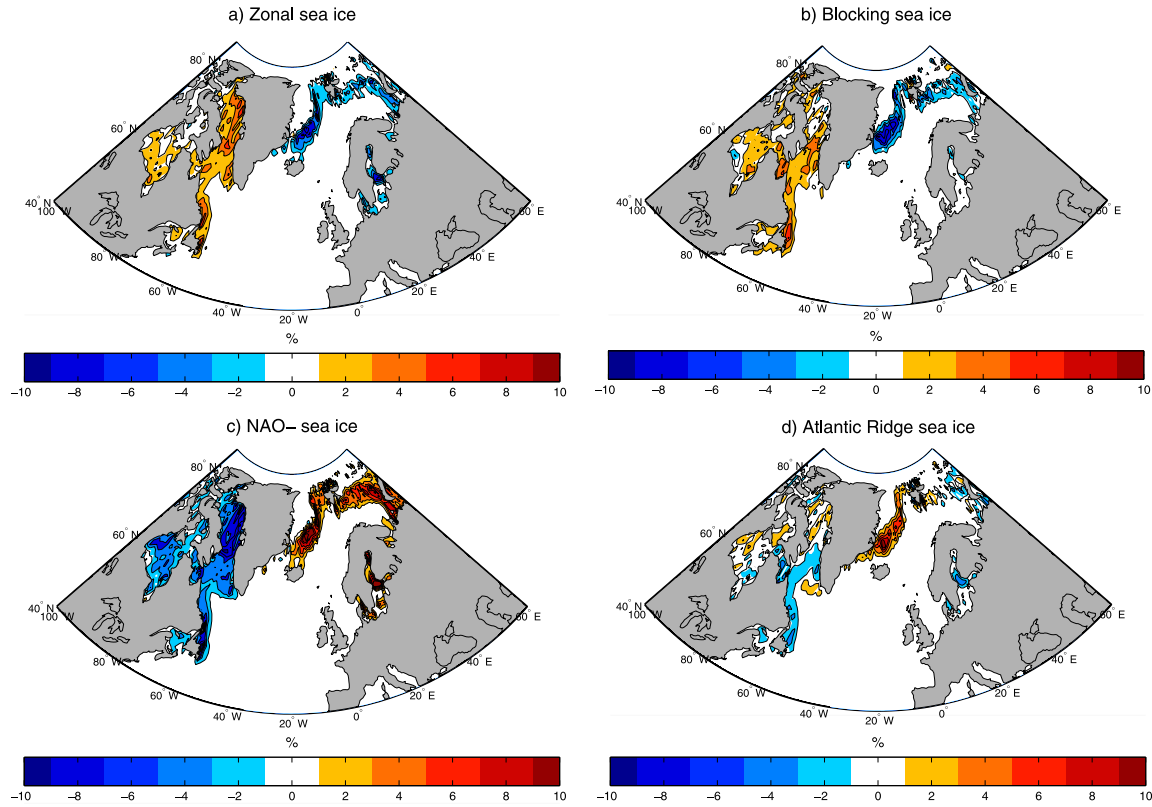 a) Zonal sea ice
80° N
60° N
40° N
100° W
80° W
60° W
40° W
20° W
0°
20° E
40° E
60° E
%
−10 −8 −6 −4 −2 0 2 4 6 8 10
b) Blocking sea ice
80° N
60° N
40° N
100° W
80° W
60° W
40° W
20° W
0°
20° E
40° E
60° E
%
−10 −8 −6 −4 −2 0 2 4 6 8 10
c) NAO− sea ice
80° N
60° N
40° N
100° W
80° W
60° W
40° W
20° W
0°
20° E
40° E
60° E
%
−10 −8 −6 −4 −2 0 2 4 6 8 10
d) Atlantic Ridge sea ice
80° N
60° N
40° N
100° W
80° W
60° W
40° W
20° W
0°
20° E
40° E
60° E
%
−10 −8 −6 −4 −2 0 2 4 6 8 10